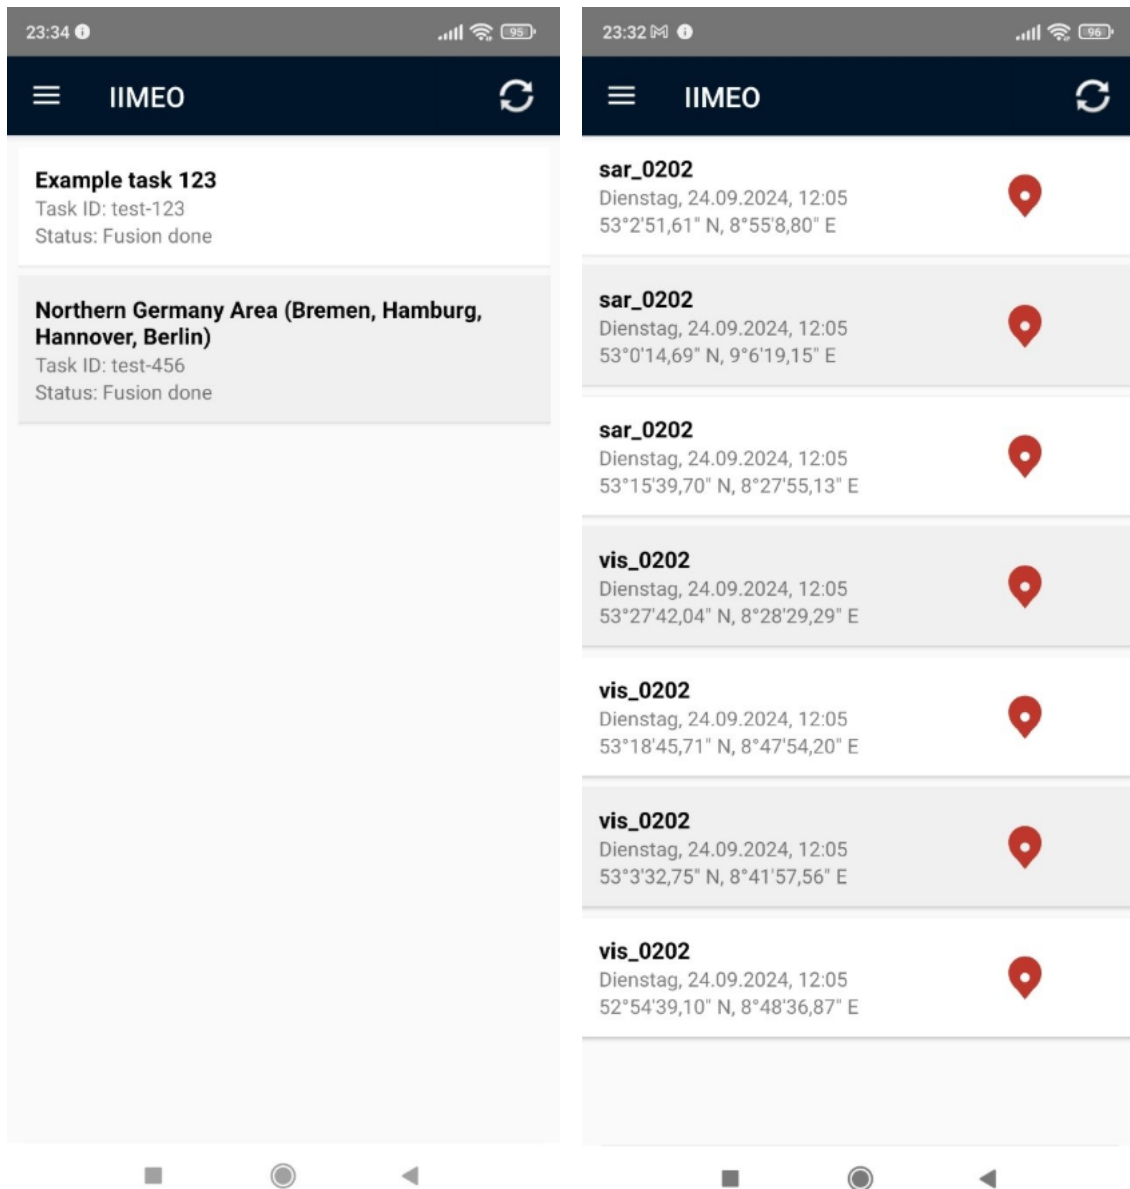 23:34
95
IIMEO
Example task 123
Task ID: test-123
Status: Fusion done
Northern Germany Area (Bremen, Hamburg,
Hannover, Berlin)
Task ID: test-456
Status: Fusion done
23:32
96
IIMEO
sar_0202
Dienstag, 24.09.2024, 12:05
53°2'51,61" N, 8°55'8,80" E
sar_0202
Dienstag, 24.09.2024, 12:05
53°0'14,69" N, 9°6'19,15" E
sar_0202
Dienstag, 24.09.2024, 12:05
53°15'39,70" N, 8°27'55,13" E
vis_0202
Dienstag, 24.09.2024, 12:05
53°27'42,04" N, 8°28'29,29" E
vis_0202
Dienstag, 24.09.2024, 12:05
53°18'45,71" N, 8°47'54,20" E
vis_0202
Dienstag, 24.09.2024, 12:05
53°3'32,75" N, 8°41'57,56" E
vis_0202
Dienstag, 24.09.2024, 12:05
52°54'39,10" N, 8°48'36,87" E